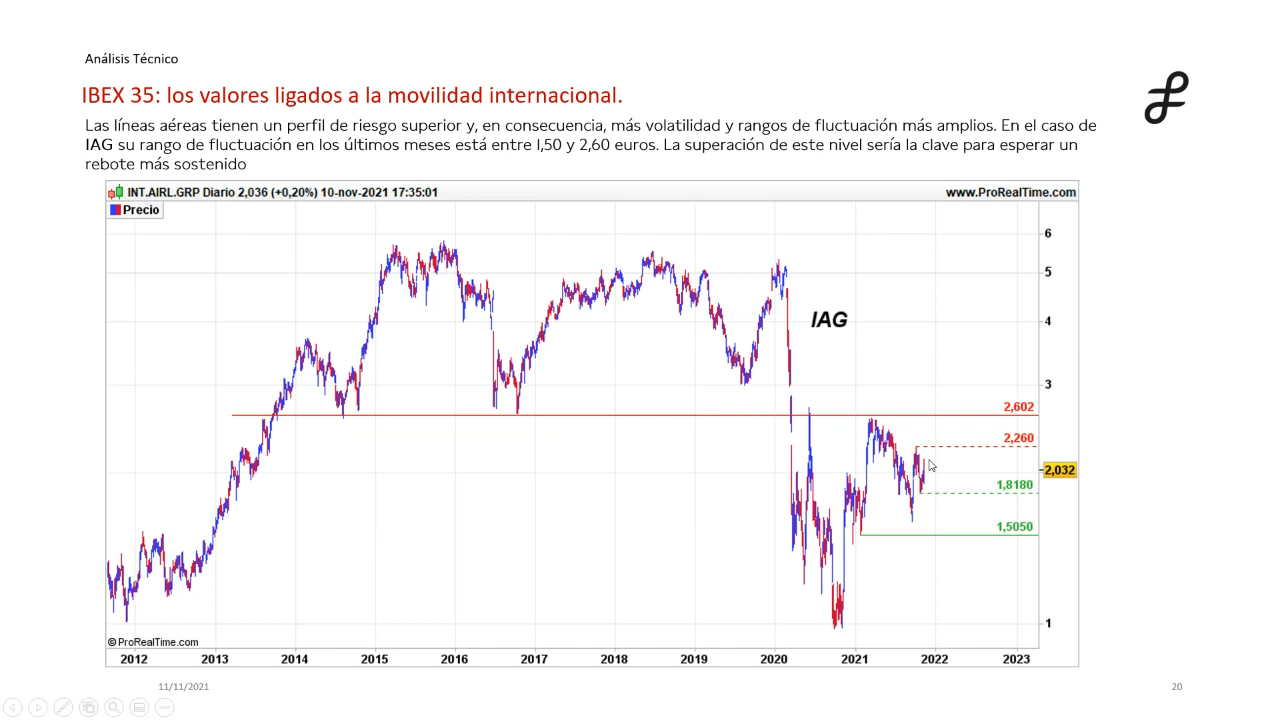 Análisis Técnico
IBEX 35: los valores ligados a la movilidad internacional.
Las líneas aéreas tienen un perfil de riesgo superior y, en consecuencia, más volatilidad y rangos de fluctuación más amplios. En el caso de
IAG su rango de fluctuación en los últimos meses está entre 1,50 y 2,60 euros. La superación de este nivel sería la clave para esperar un
rebote más sostenido
INT.AIRL.GRP Diario 2,036 (+0,20%) 10-nov-2021 17:35:01 www.ProRealTime.com
Precio
6
5
IAG
4
3
2,602
2,260
2,032
1,8180
1,5050
1
© ProRealTime.com
2012 2013 2014 2015 2016 2017 2018 2019 2020 2021 2022 2023
11/11/2021 20